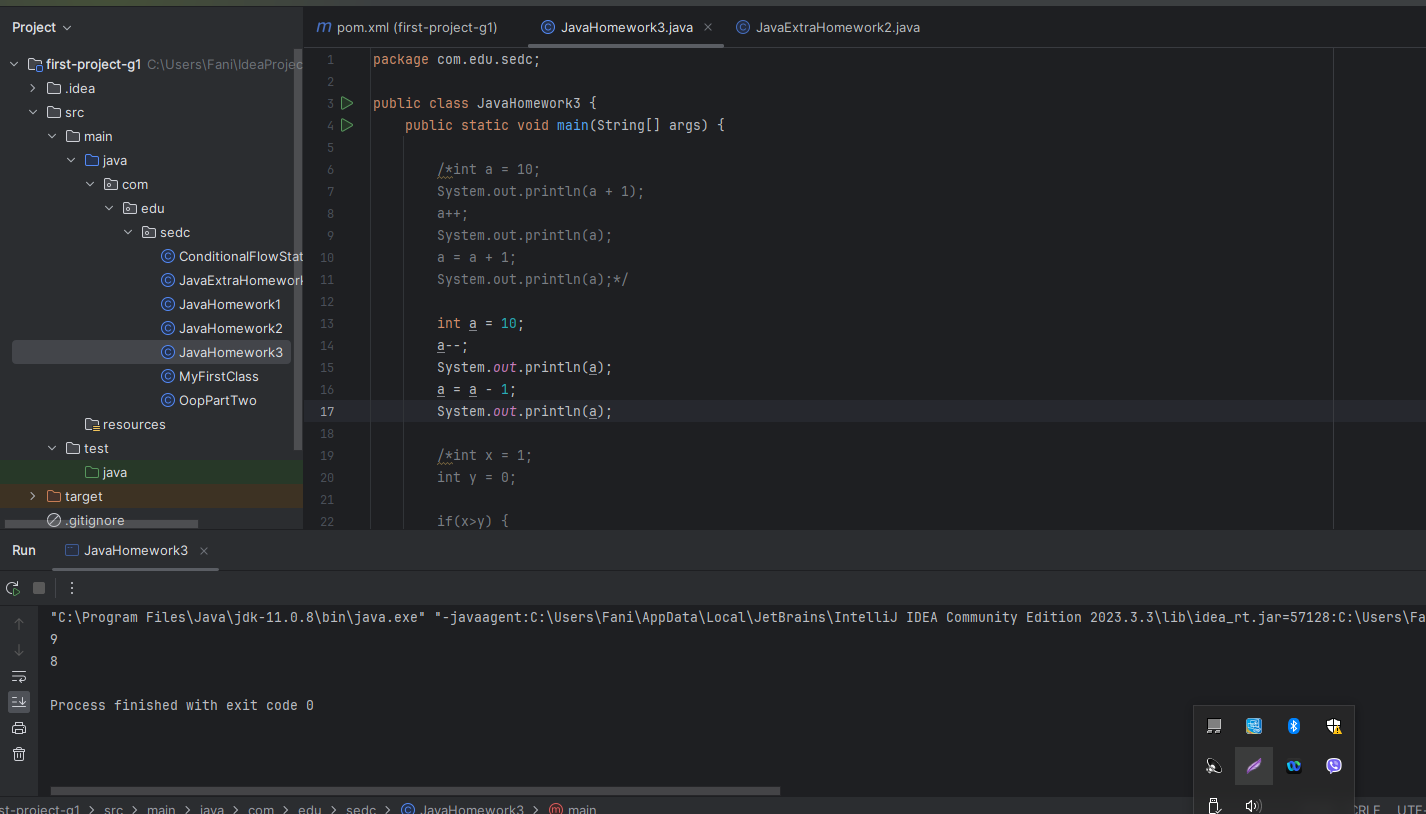 Project
pom.xml (first-project-g1)
JavaHomework3.java
JavaExtraHomework2.java
first-project-g1 C:\Users\Fani\IdeaProjec
.idea
src
main
java
com
edu
sedc
ConditionalFlowStat
JavaExtraHomework
JavaHomework1
JavaHomework2
JavaHomework3
MyFirstClass
OopPartTwo
resources
test
java
target
.gitignore
1 package com.edu.sedc;
2
3 public class JavaHomework3 {
4 public static void main(String[] args) {
5
6 /*int a = 10;
7 System.out.println(a + 1);
8 a++;
9 System.out.println(a);
10 a = a + 1;
11 System.out.println(a);*/
12
13 int a = 10;
14 a--;
15 System.out.println(a);
16 a = a - 1;
17 System.out.println(a);
18
19 /*int x = 1;
20 int y = 0;
21
22 if(x>y) {
Run JavaHomework3
"C:\Program Files\Java\jdk-11.0.8\bin\java.exe" "-javaagent:C:\Users\Fani\AppData\Local\JetBrains\IntelliJ IDEA Community Edition 2023.3.3\lib\idea_rt.jar=57128:C:\Users\Fa
9
8
Process finished with exit code 0
st-project-g1 > src > main > java > com > edu > sedc > JavaHomework3 > main CRLF UTF-